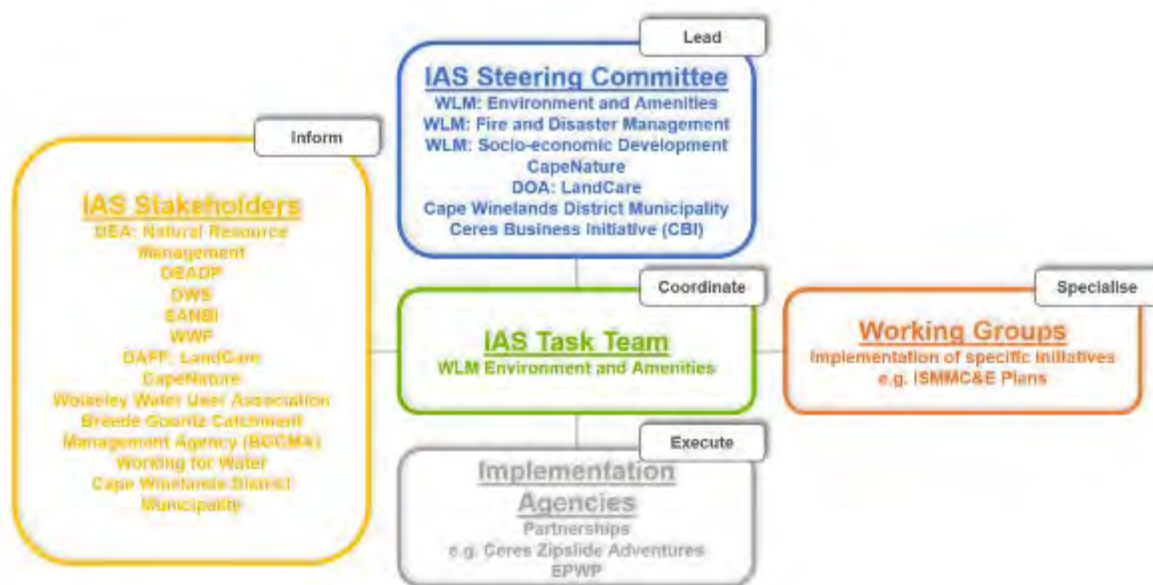 Lead
IAS Steering Committee
WLM: Environment and Amenities
WLM: Fire and Disaster Management
WLM: Socio-economic Development
CapeNature
DOA: LandCare
Cape Winelands District Municipality
Ceres Business Initiative (CBI)
Inform
IAS Stakeholders
DEA: Natural Resource
Management
DEADP
DWS
SANBI
WWF
DAFF: LandCare
CapeNature
Wolseley Water User Association
Breede Gouritz Catchment
Management Agency (BGCMA)
Working for Water
Cape Winelands District
Municipality
Coordinate
IAS Task Team
WLM Environment and Amenities
Specialise
Working Groups
Implementation of specific initiatives
e.g. ISMMC&E Plans
Execute
Implementation
Agencies
Partnerships
e.g. Ceres Zipslide Adventures
EPWP